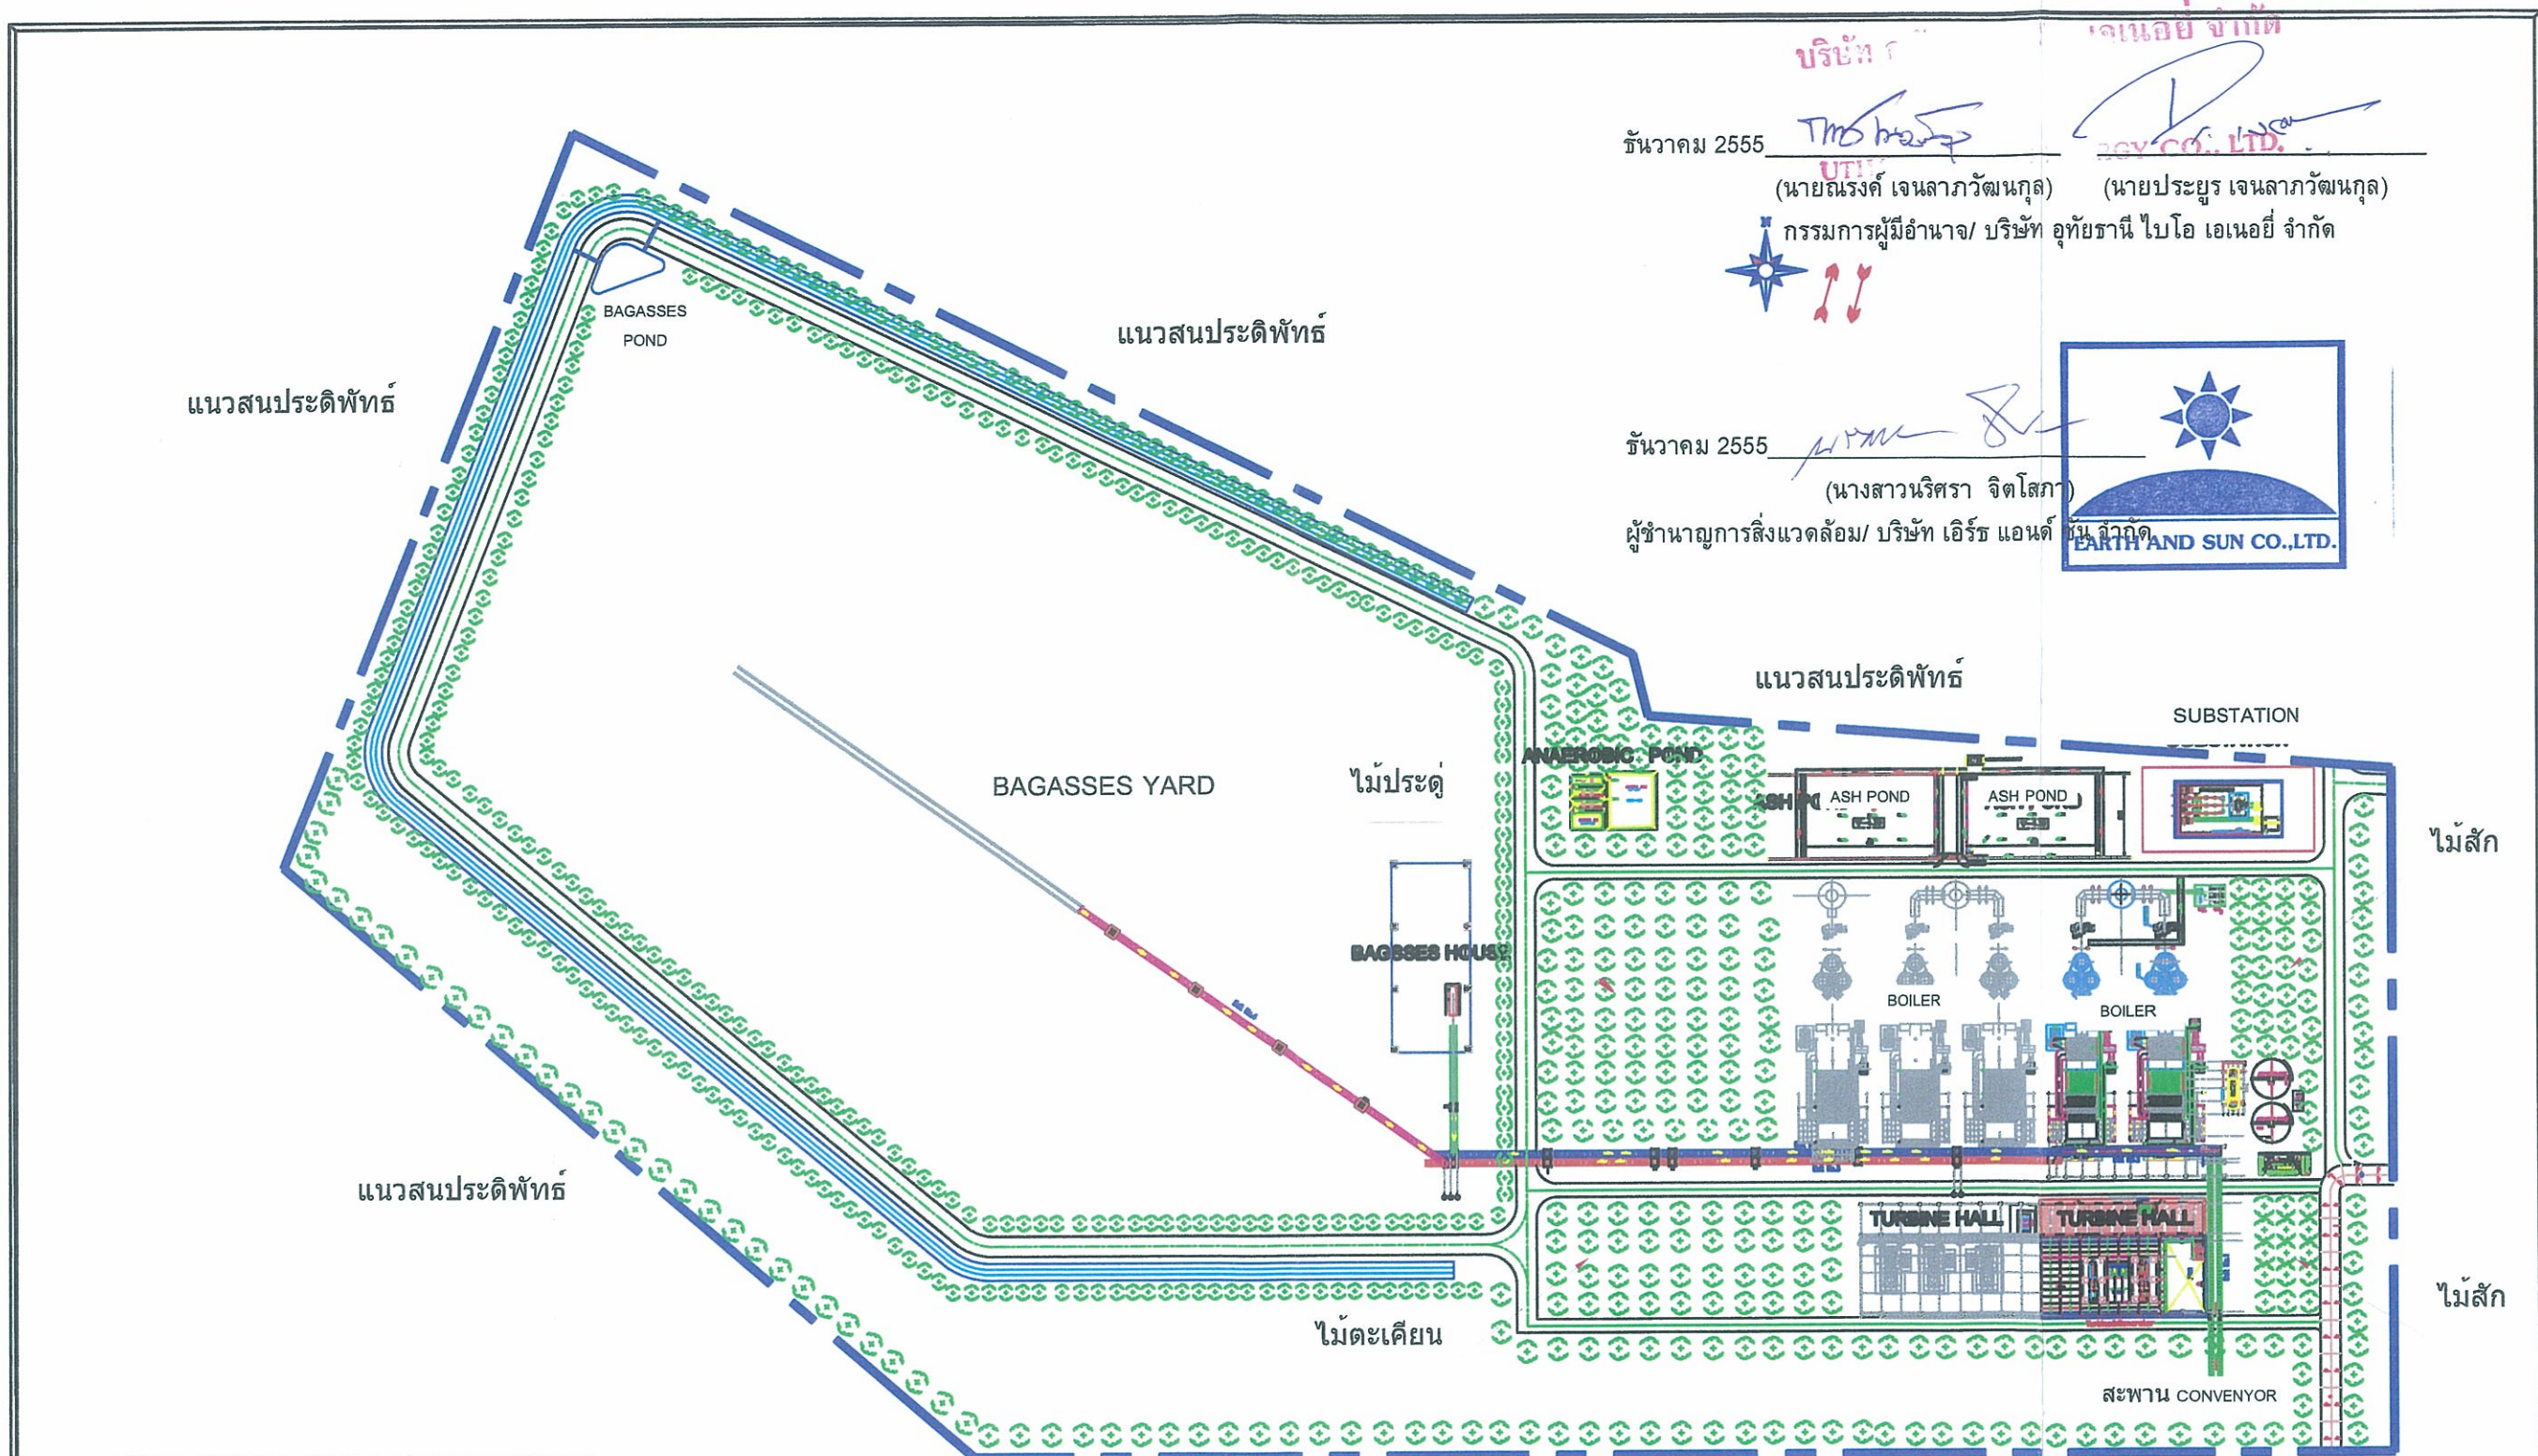 บริษัท
เอเนอยี่ จำกัด
ธันวาคม 2555
UTH
RGY CO., LTD.
(นายณรงค์ เจนลาภวัฒนกุล) (นายประยูร เจนลาภวัฒนกุล)
N
กรรมการผู้มีอำนาจ/ บริษัท อุทัยธานี ไบโอ เอเนอยี่ จำกัด
ธันวาคม 2555
(นางสาวนริศรา จิตโสภา)
ผู้ชำนาญการสิ่งแวดล้อม/ บริษัท เอิร์ธ แอนด์ ซัน จำกัด
EARTH AND SUN CO.,LTD.
BAGASSES
POND
แนวสนประดิพัทธ์
แนวสนประดิพัทธ์
แนวสนประดิพัทธ์
SUBSTATION
SUBSTATION
ANAEROBIC POND
BAGASSES YARD
ไม้ประดู่
ASH PO
ASH POND
ASH POND
ไม้สัก
BAGSSES HOUSE
BOILER
BOILER
แนวสนประดิพัทธ์
TURBINE HALL
TURBINE HALL
ไม้ตะเคียน
ไม้สัก
สะพาน CONVENYOR